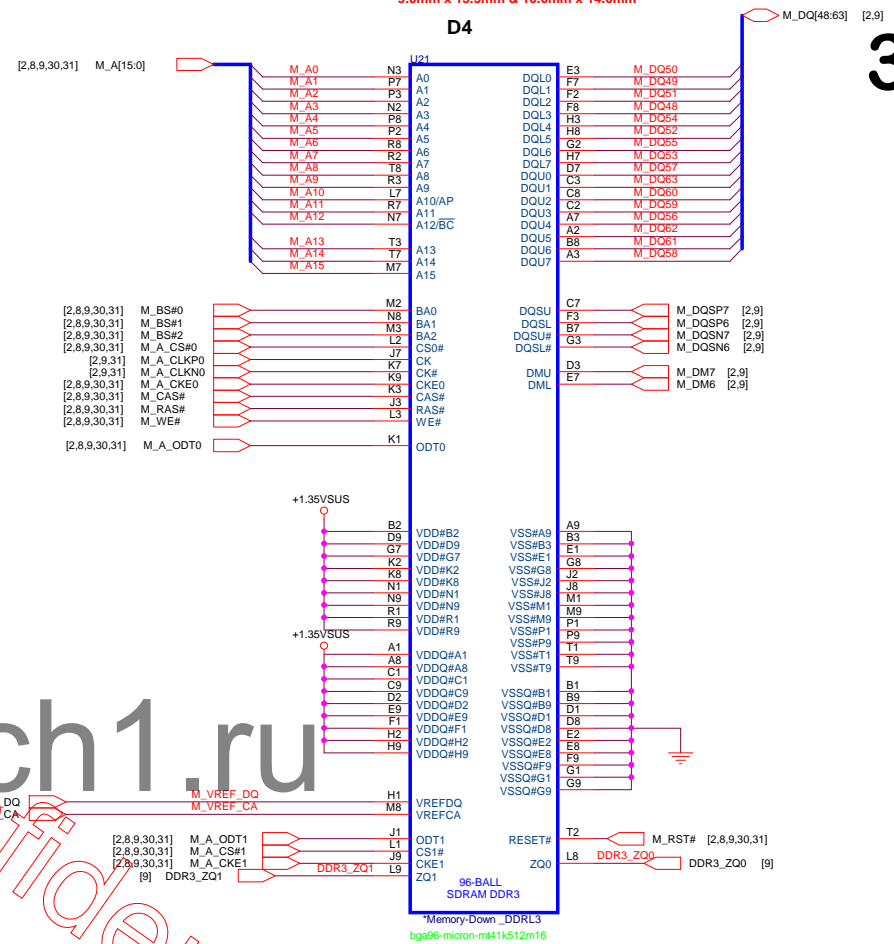 9.0mm x 13.5mm & 10.0mm x 14.0mm
D4
M_DQ[48:63] [2,9]
3
[2,8,9,30,31] M_A[15:0]
U21
M_A0 N3 A0 DQL0 E3 M_DQ50
M_A1 P7 A1 DQL1 F7 M_DQ49
M_A2 P3 A2 DQL2 F2 M_DQ51
M_A3 N2 A3 DQL3 F8 M_DQ48
M_A4 P8 A4 DQL4 H3 M_DQ54
M_A5 P2 A5 DQL5 H8 M_DQ52
M_A6 R8 A6 DQL6 G2 M_DQ55
M_A7 R2 A7 DQL7 H7 M_DQ53
M_A8 T8 A8 DQU0 D7 M_DQ57
M_A9 R3 A9 DQU1 C3 M_DQ63
M_A10 L7 A10/AP DQU2 C8 M_DQ60
M_A11 R7 A11 DQU3 C2 M_DQ59
M_A12 N7 A12/BC DQU4 A7 M_DQ56
DQU5 A2 M_DQ62
M_A13 T3 A13 DQU6 B8 M_DQ61
M_A14 T7 A14 DQU7 A3 M_DQ58
M_A15 M7 A15
[2,8,9,30,31] M_BS#0 M2 BA0 DQSU C7 M_DQSP7 [2,9]
[2,8,9,30,31] M_BS#1 N8 BA1 DQSL F3 M_DQSP6 [2,9]
[2,8,9,30,31] M_BS#2 M3 BA2 DQSU# B7 M_DQSN7 [2,9]
[2,8,9,30,31] M_A_CS#0 L2 CS0# DQSL# G3 M_DQSN6 [2,9]
[2,9,31] M_A_CLKP0 J7 CK
[2,9,31] M_A_CLKN0 K7 CK# DMU D3 M_DM7 [2,9]
[2,8,9,30,31] M_A_CKE0 K9 CKE0 DML E7 M_DM6 [2,9]
[2,8,9,30,31] M_CAS# K3 CAS#
[2,8,9,30,31] M_RAS# J3 RAS#
[2,8,9,30,31] M_WE# L3 WE#
[2,8,9,30,31] M_A_ODT0 K1 ODT0
+1.35VSUS
B2 VDD#B2 VSS#A9 A9
D9 VDD#D9 VSS#B3 B3
G7 VDD#G7 VSS#E1 E1
K2 VDD#K2 VSS#G8 G8
K8 VDD#K8 VSS#J2 J2
N1 VDD#N1 VSS#J8 J8
N9 VDD#N9 VSS#M1 M1
R1 VDD#R1 VSS#M9 M9
R9 VDD#R9 VSS#P1 P1
+1.35VSUS VSS#P9 P9
A1 VDDQ#A1 VSS#T1 T1
A8 VDDQ#A8 VSS#T9 T9
C1 VDDQ#C1
C9 VDDQ#C9 VSSQ#B1 B1
D2 VDDQ#D2 VSSQ#B9 B9
E9 VDDQ#E9 VSSQ#D1 D1
F1 VDDQ#F1 VSSQ#D8 D8
H2 VDDQ#H2 VSSQ#E2 E2
H9 VDDQ#H9 VSSQ#E8 E8
VSSQ#F9 F9
VSSQ#G1 G1
VSSQ#G9 G9
ch1.ru
DQ M_VREF_DQ H1 VREFDQ
CA M_VREF_CA M8 VREFCA
[2,8,9,30,31] M_A_ODT1 J1 ODT1 RESET# T2 M_RST# [2,8,9,30,31]
[2,8,9,30,31] M_A_CS#1 L1 CS1#
[2,8,9,30,31] M_A_CKE1 J9 CKE1 ZQ0 L8 DDR3_ZQ0 DDR3_ZQ0 [9]
[9] DDR3_ZQ1 DDR3_ZQ1 L9 ZQ1
96-BALL
SDRAM DDR3
*Memory-Down _DDRL3
bga96-micron-mt41k512m16
fide